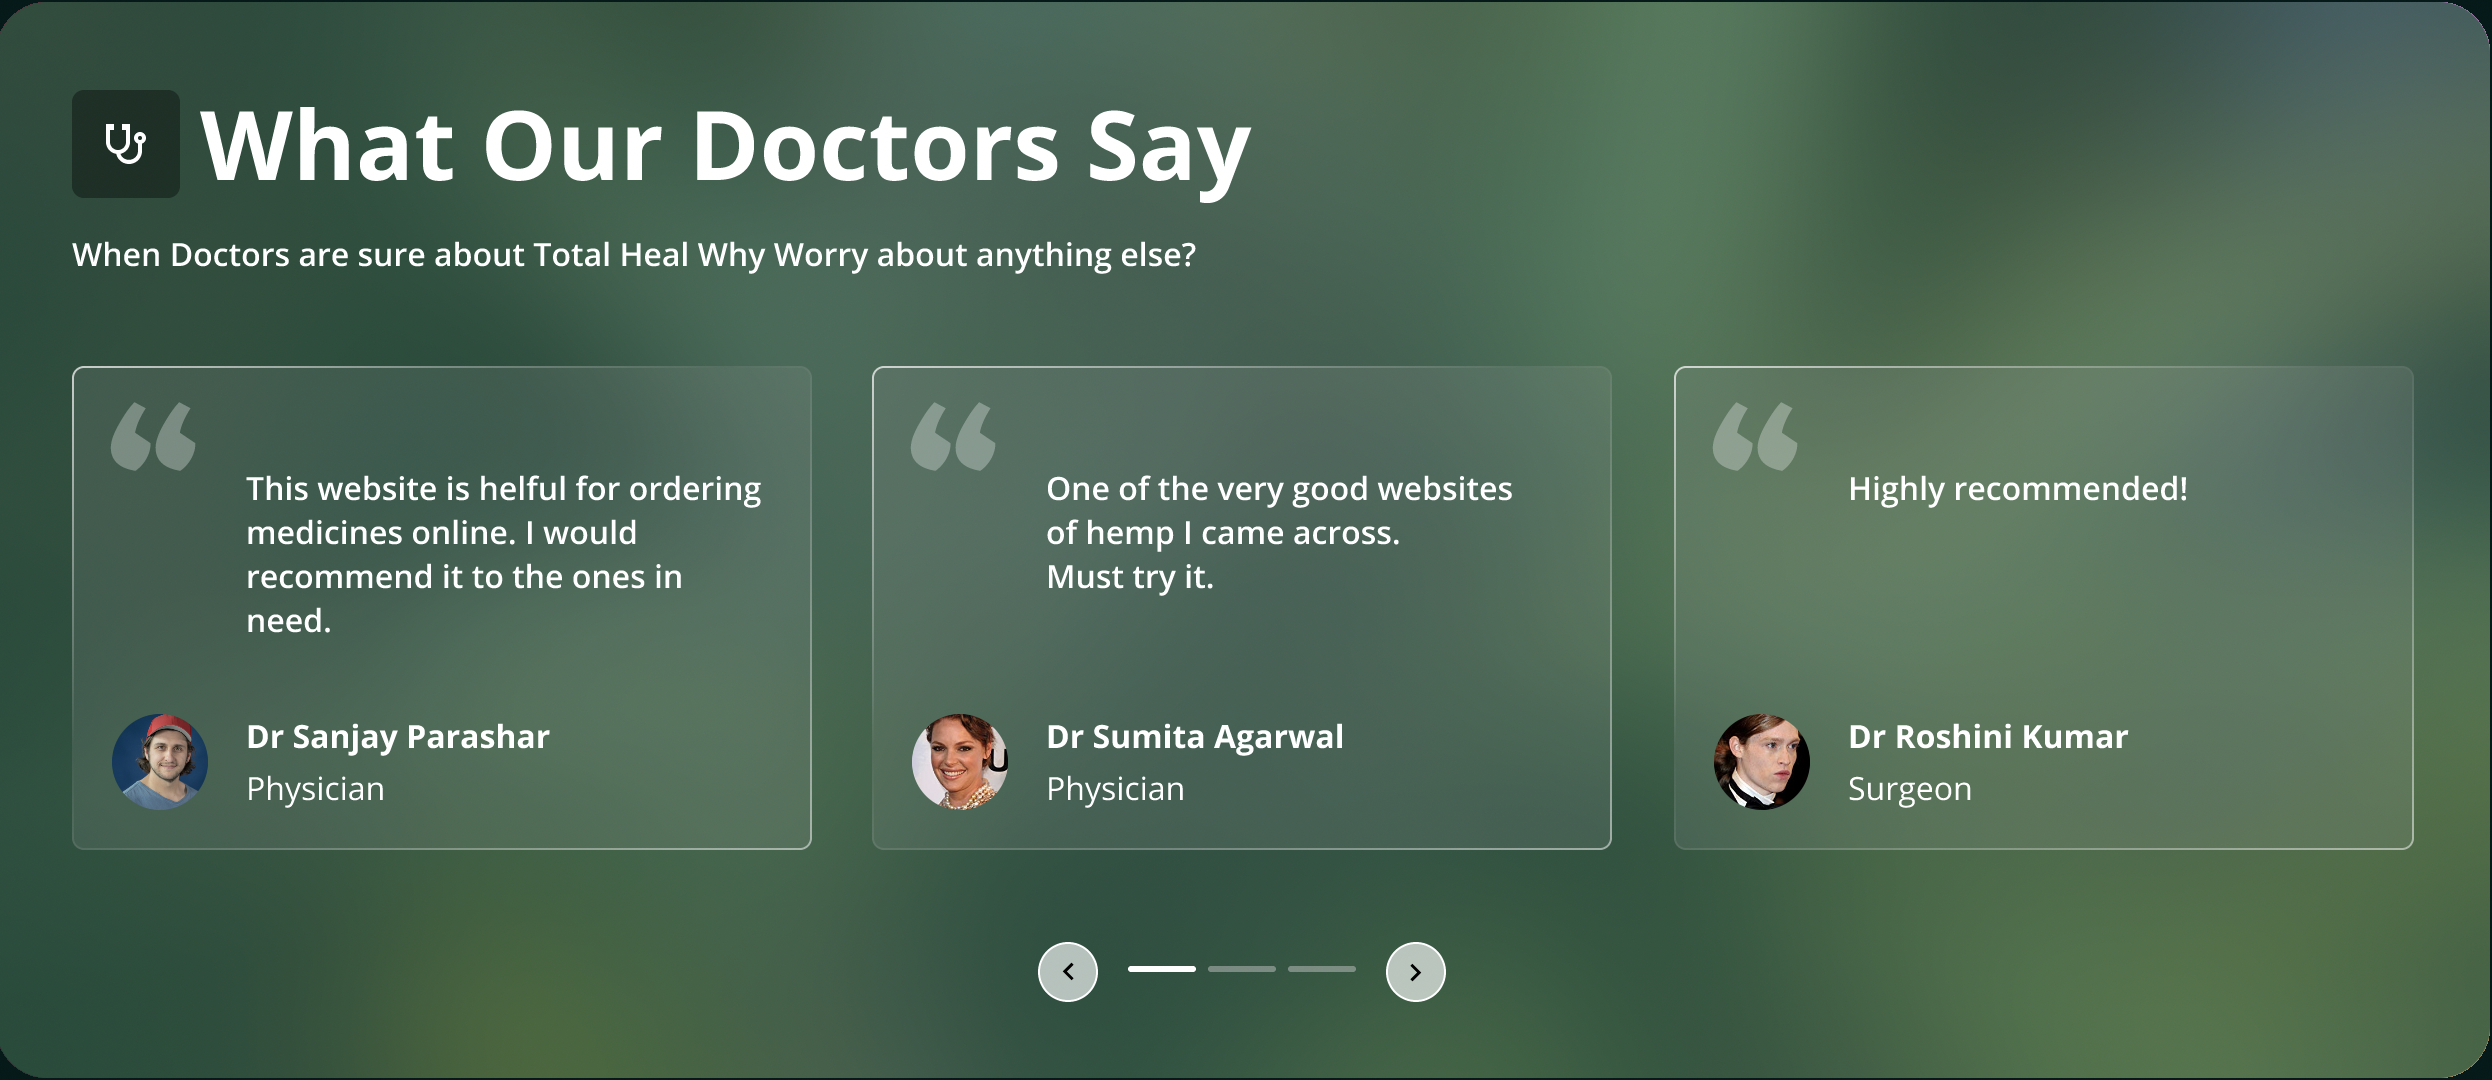 What Our Doctors Say
When Doctors are sure about Total Heal Why Worry about anything else?
This website is helful for ordering
medicines online. I would
recommend it to the ones in
need.
Dr Sanjay Parashar
Physician
One of the very good websites
of hemp I came across.
Must try it.
U
Dr Sumita Agarwal
Physician
Highly recommended!
Dr Roshini Kumar
Surgeon